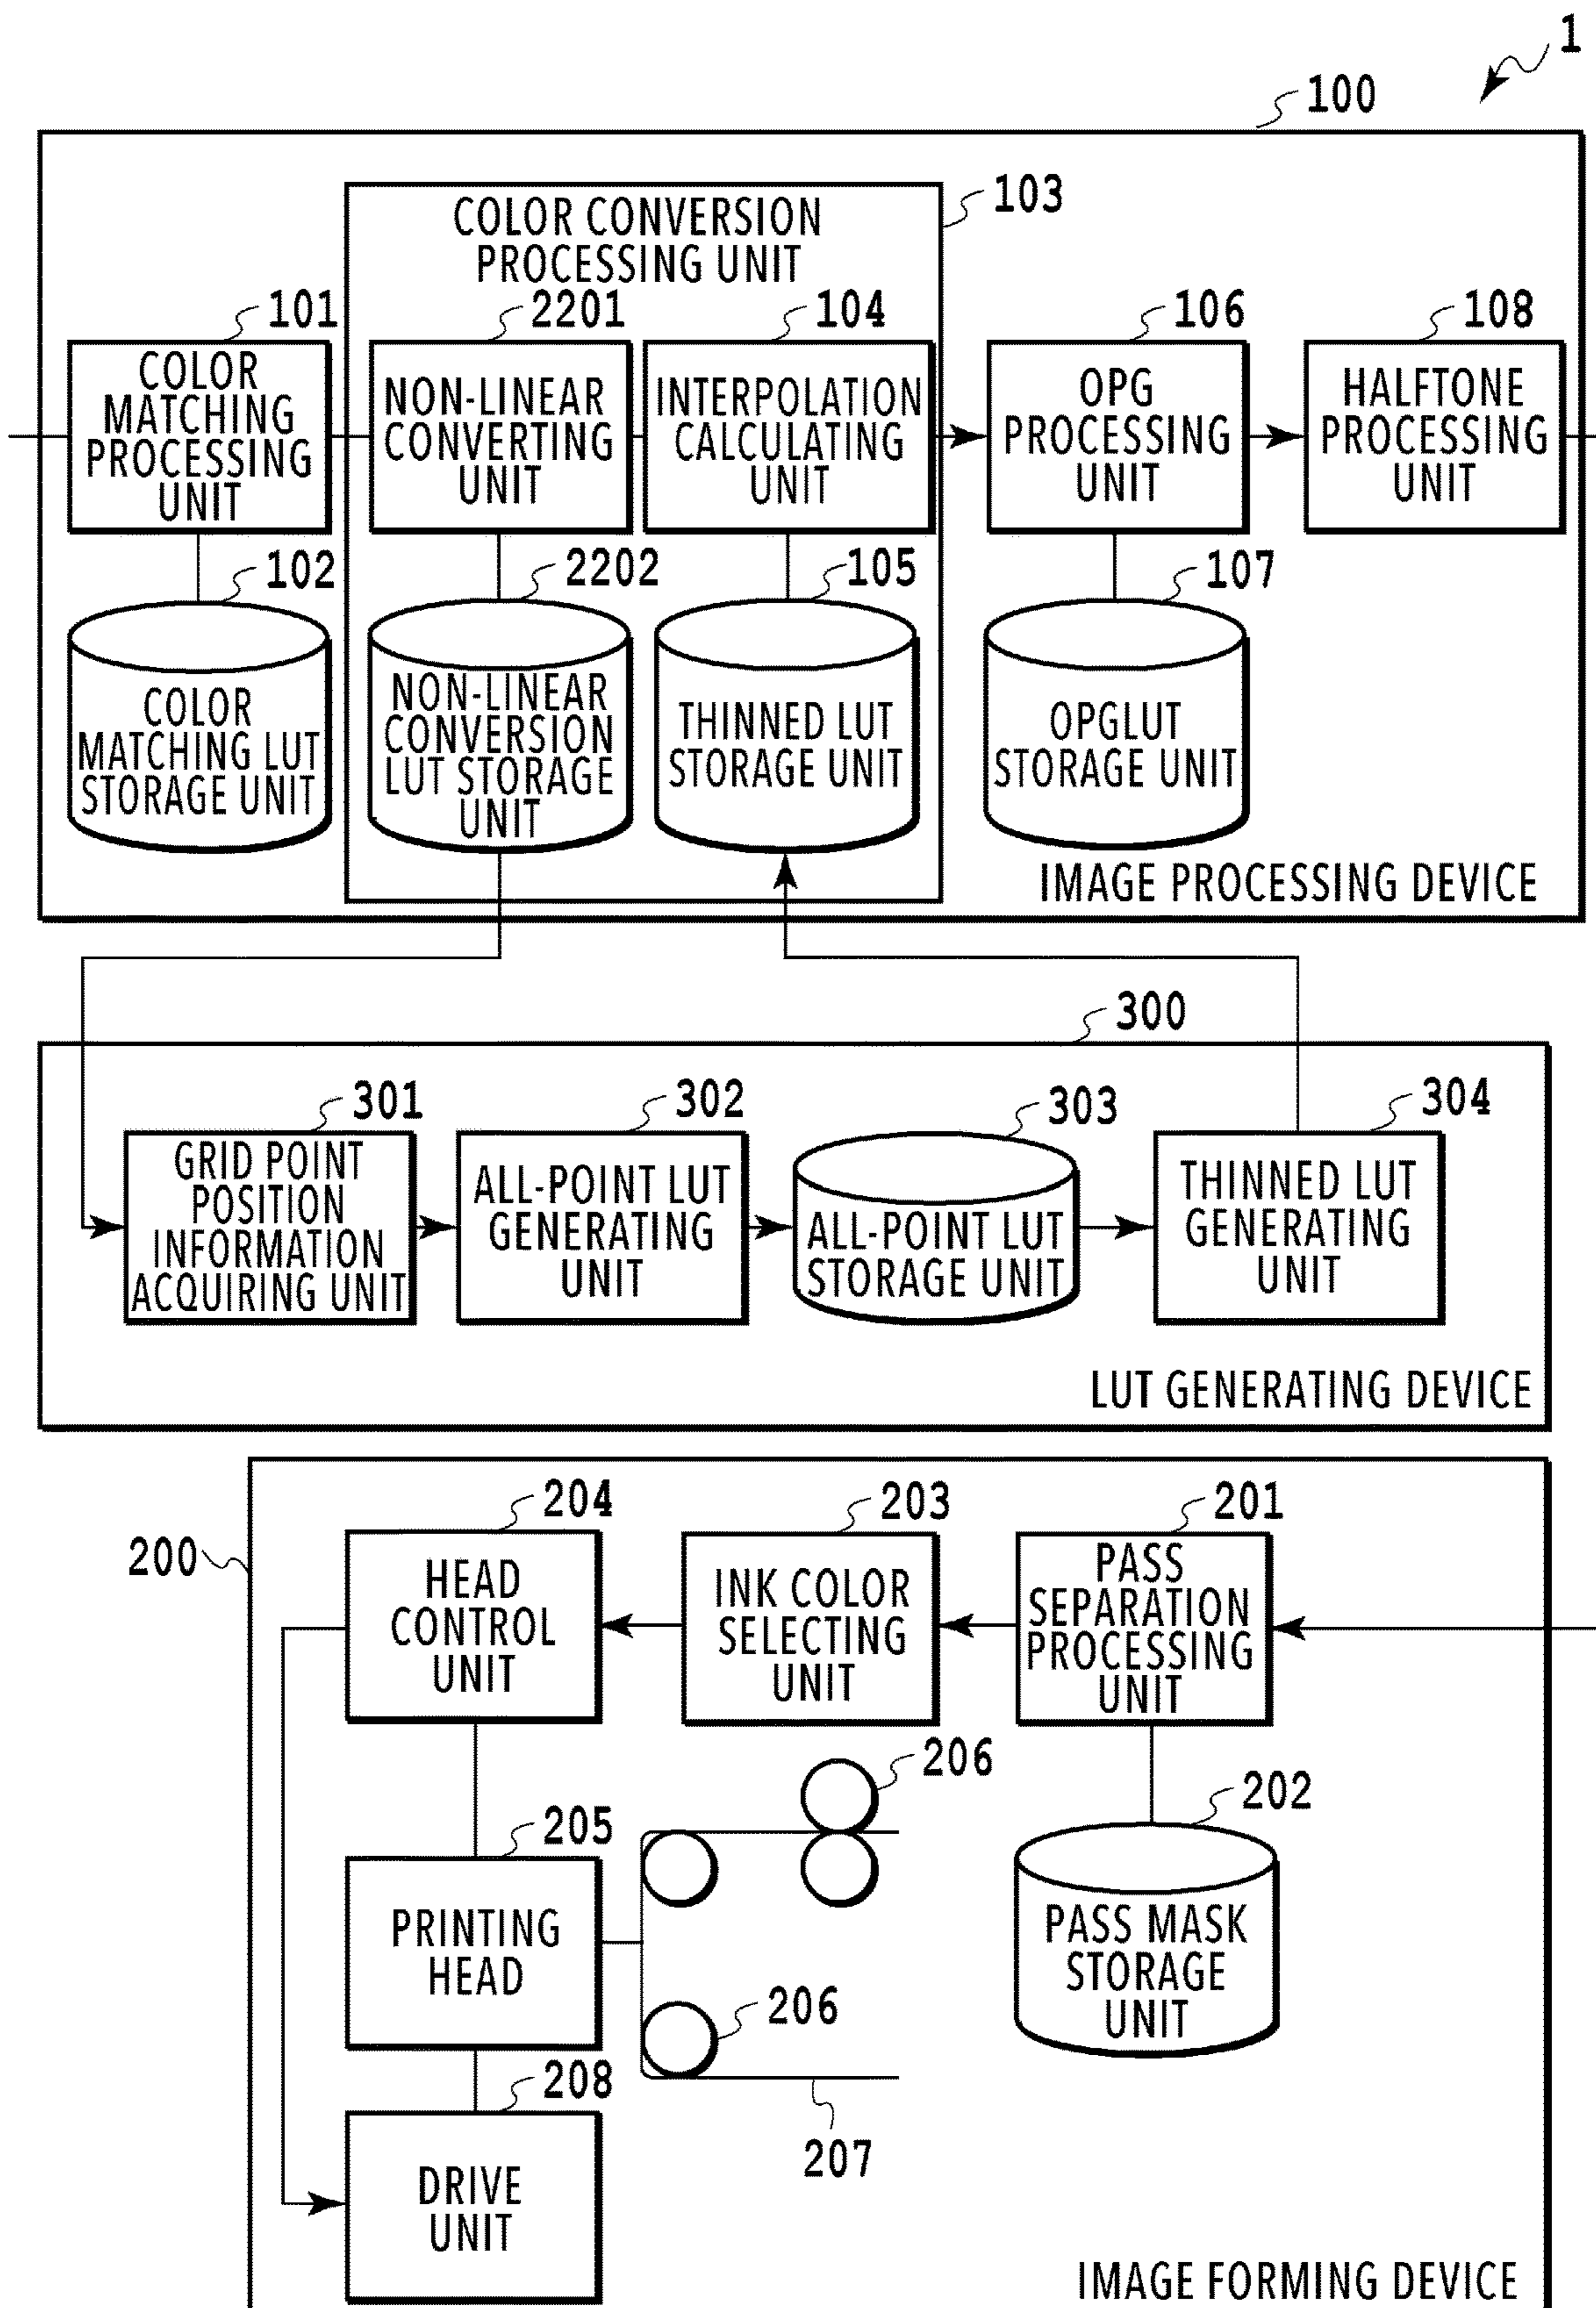 1
100
103
COLOR CONVERSION
PROCESSING UNIT
101
2201
104
106
108
COLOR
MATCHING
PROCESSING
UNIT
NON-LINEAR
CONVERTING
UNIT
INTERPOLATION
CALCULATING
UNIT
OPG
PROCESSING
UNIT
HALFTONE
PROCESSING
UNIT
102
2202
105
107
COLOR
MATCHING LUT
STORAGE UNIT
NON-LINEAR
CONVERSION
LUT STORAGE
UNIT
THINNED LUT
STORAGE UNIT
OPGLUT
STORAGE UNIT
IMAGE PROCESSING DEVICE
300
301
302
303
304
GRID POINT
POSITION
INFORMATION
ACQUIRING UNIT
ALL-POINT LUT
GENERATING
UNIT
ALL-POINT LUT
STORAGE UNIT
THINNED LUT
GENERATING
UNIT
LUT GENERATING DEVICE
200
204
203
201
HEAD
CONTROL
UNIT
INK COLOR
SELECTING
UNIT
PASS
SEPARATION
PROCESSING
UNIT
206
202
205
PRINTING
HEAD
PASS MASK
STORAGE
UNIT
206
208
207
DRIVE
UNIT
IMAGE FORMING DEVICE